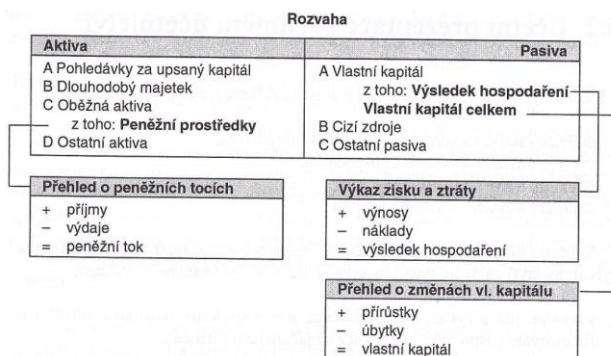 Rozvaha
Aktiva
Pasiva
A Pohledávky za upsaný kapitál
B Dlouhodobý majetek
C Oběžná aktiva
z toho: Peněžní prostředky
D Ostatní aktiva
A Vlastní kapitál
z toho: Výsledek hospodaření
Vlastní kapitál celkem
B Cizí zdroje
C Ostatní pasiva
Přehled o peněžních tocích
+ příjmy
– výdaje
= peněžní tok
Výkaz zisku a ztráty
+ výnosy
– náklady
= výsledek hospodaření
Přehled o změnách vl. kapitálu
+ přírůstky
– úbytky
= vlastní kapitál